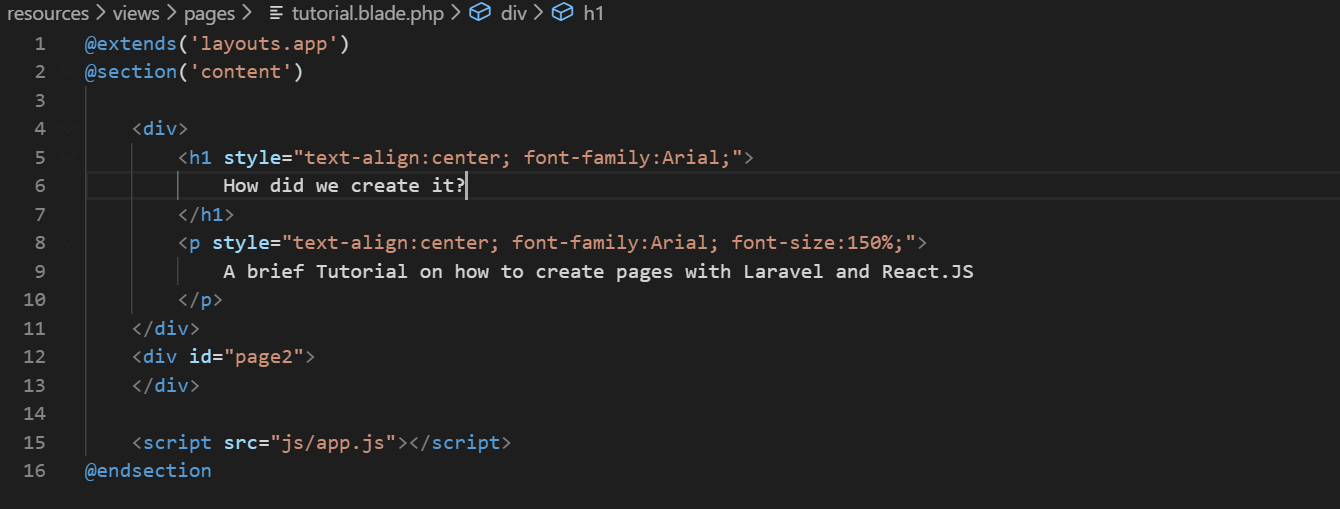 resources > views > pages > tutorial.blade.php > div > h1
1 @extends('layouts.app')
2 @section('content')
3
4     <div>
5         <h1 style="text-align:center; font-family:Arial;">
6             How did we create it?
7         </h1>
8         <p style="text-align:center; font-family:Arial; font-size:150%;">
9             A brief Tutorial on how to create pages with Laravel and React.JS
10         </p>
11     </div>
12     <div id="page2">
13     </div>
14
15     <script src="js/app.js"></script>
16 @endsection